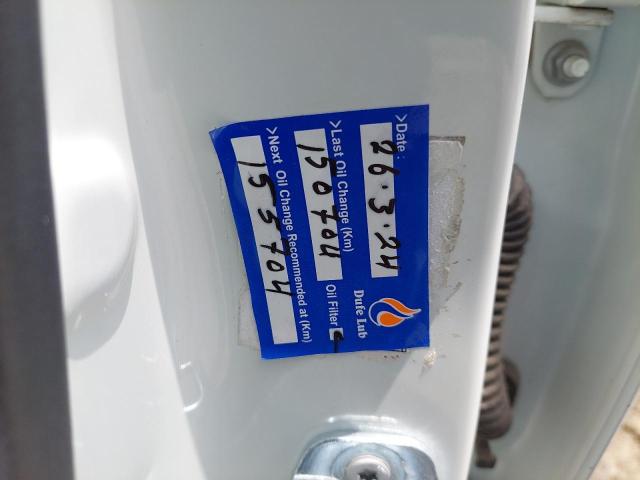 >Date :
26.3.24
>Last Oil Change (Km)
150704
>Next Oil Change Recommended at (Km)
155704
Dufe Lub
Oil Filter